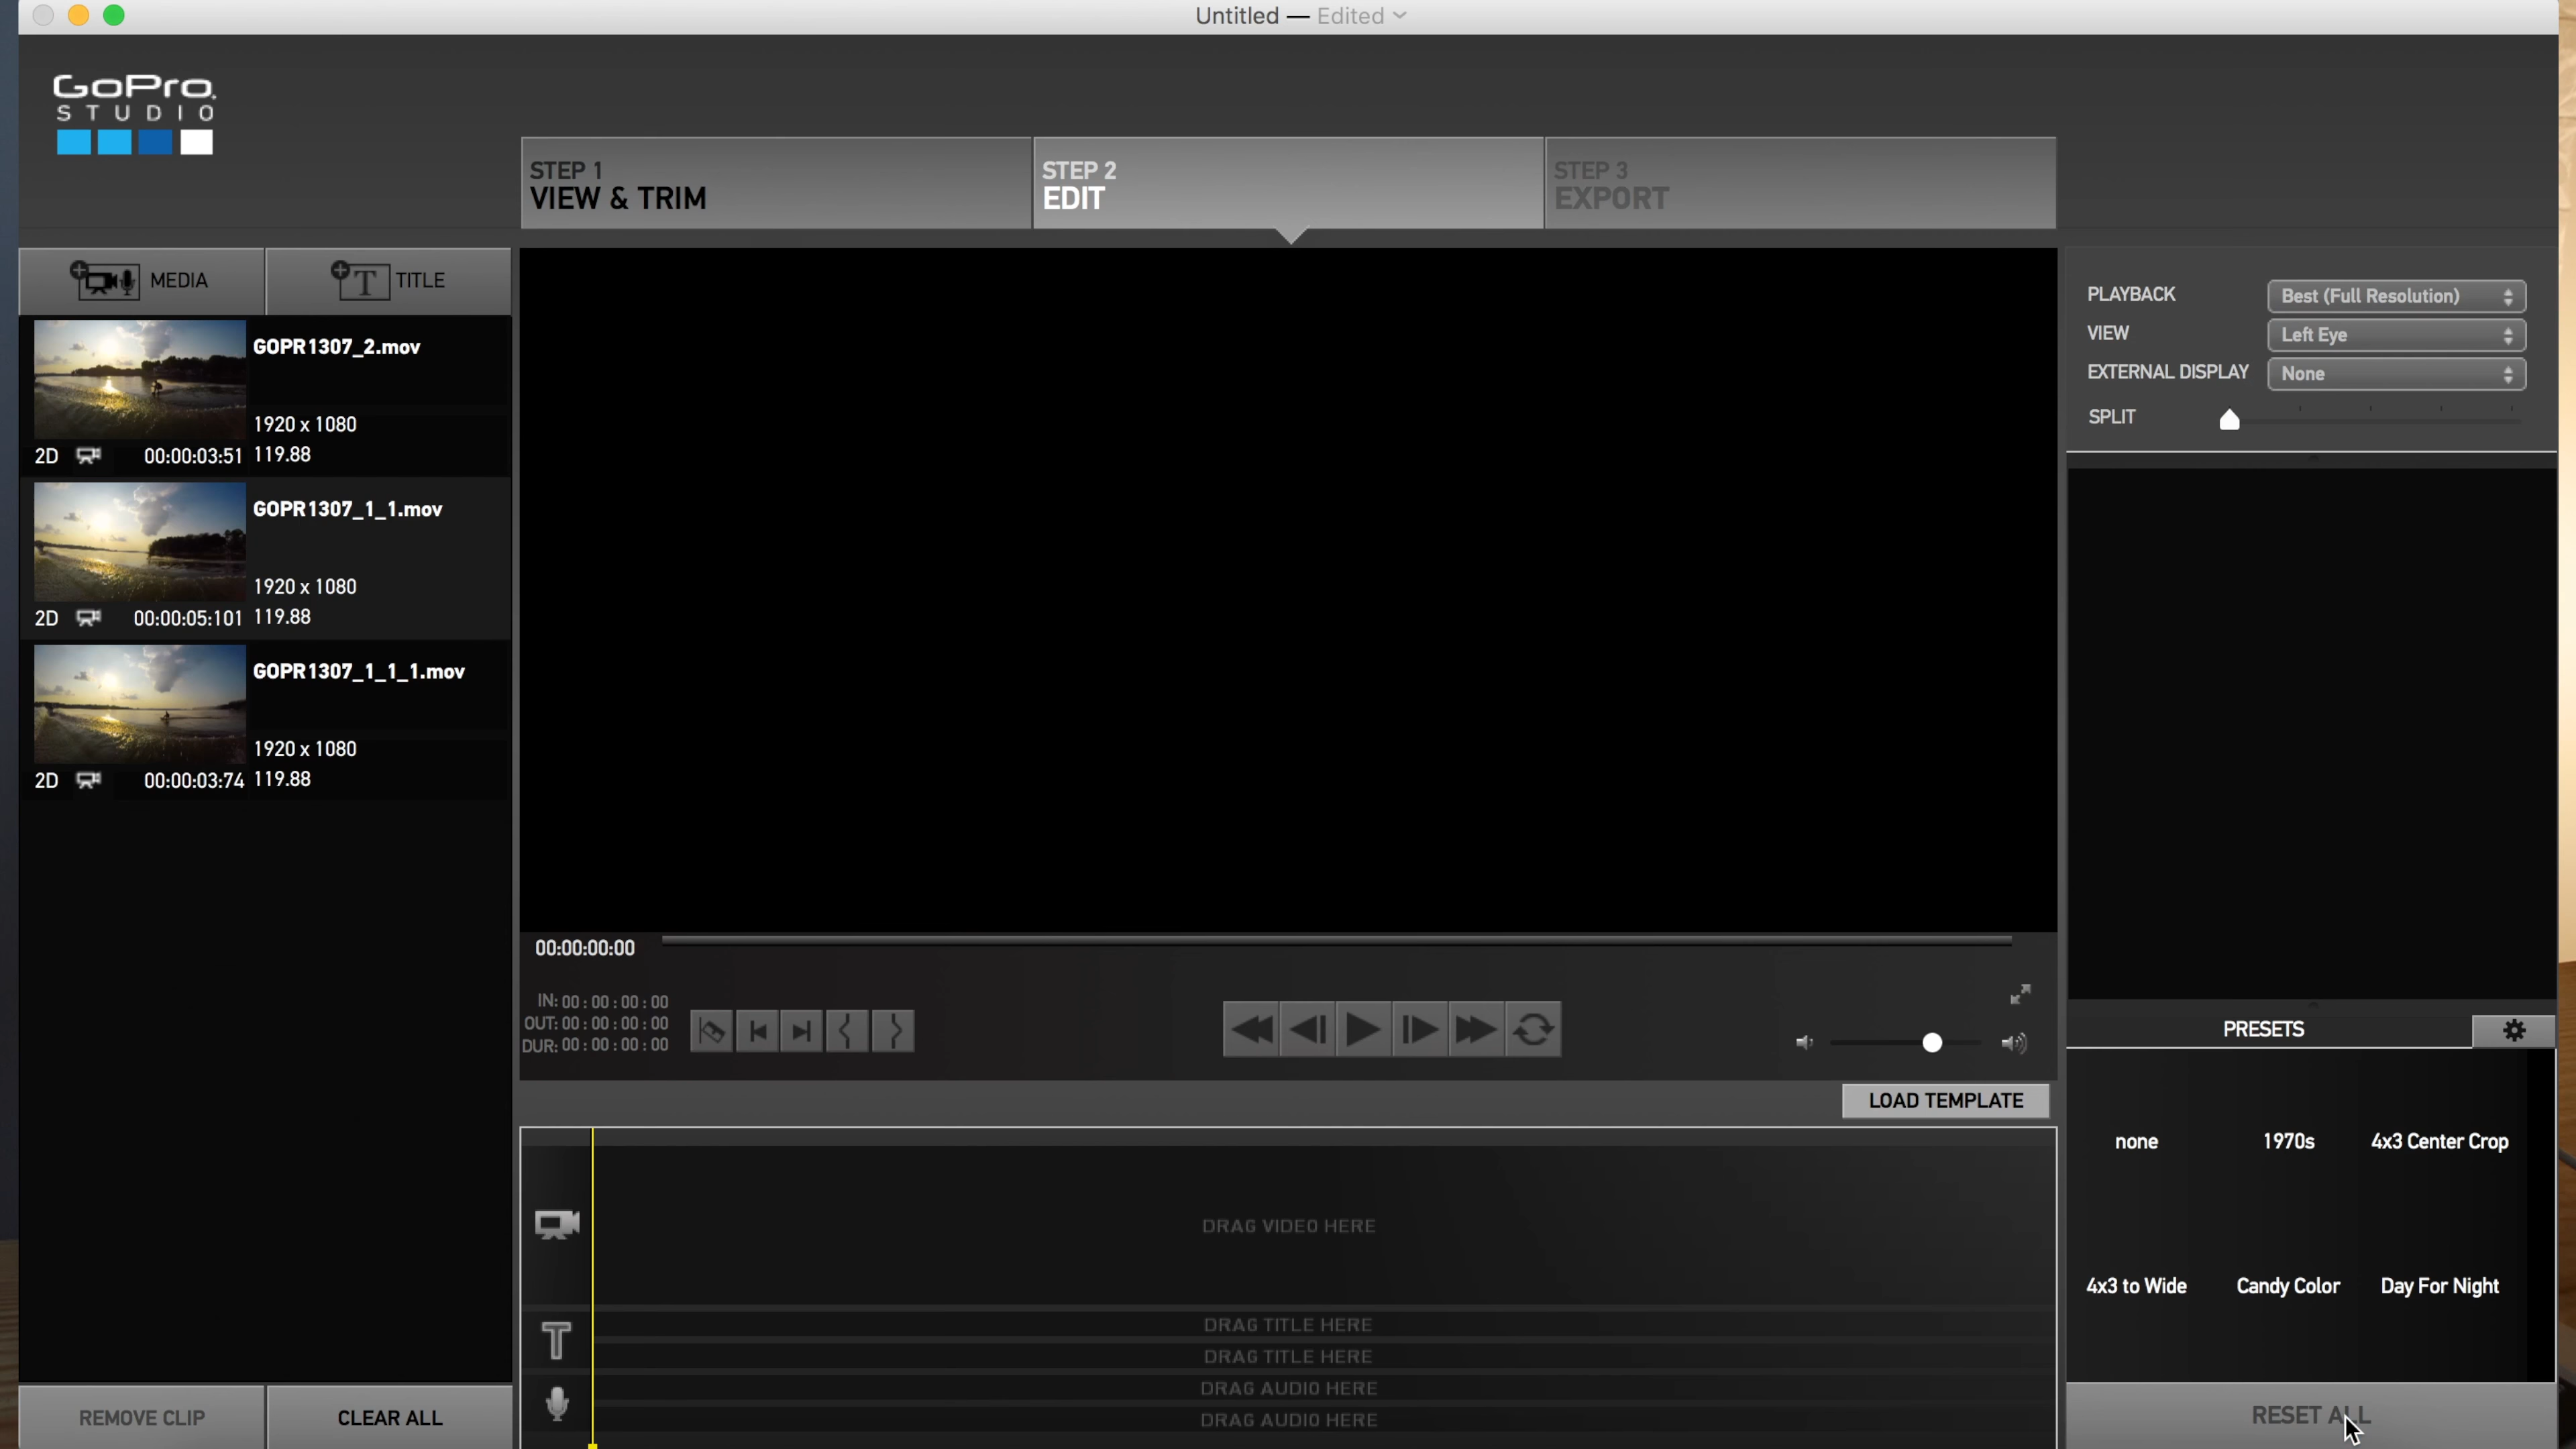 Untitled — Edited
GoPro
STUDIO
STEP 1
VIEW & TRIM
STEP 2
EDIT
STEP 3
EXPORT
MEDIA
TITLE
GOPR1307_2.mov
1920 x 1080
2D 00:00:03:51 119.88
GOPR1307_1_1.mov
1920 x 1080
2D 00:00:05:101 119.88
GOPR1307_1_1_1.mov
1920 x 1080
2D 00:00:03:74 119.88
REMOVE CLIP
CLEAR ALL
00:00:00:00
IN: 00 : 00 : 00 : 00
OUT: 00 : 00 : 00 : 00
DUR: 00 : 00 : 00 : 00
LOAD TEMPLATE
DRAG VIDEO HERE
T
DRAG TITLE HERE
DRAG TITLE HERE
DRAG AUDIO HERE
DRAG AUDIO HERE
PLAYBACK Best (Full Resolution)
VIEW Left Eye
EXTERNAL DISPLAY None
SPLIT
PRESETS
none 1970s 4x3 Center Crop
4x3 to Wide Candy Color Day For Night
RESET ALL